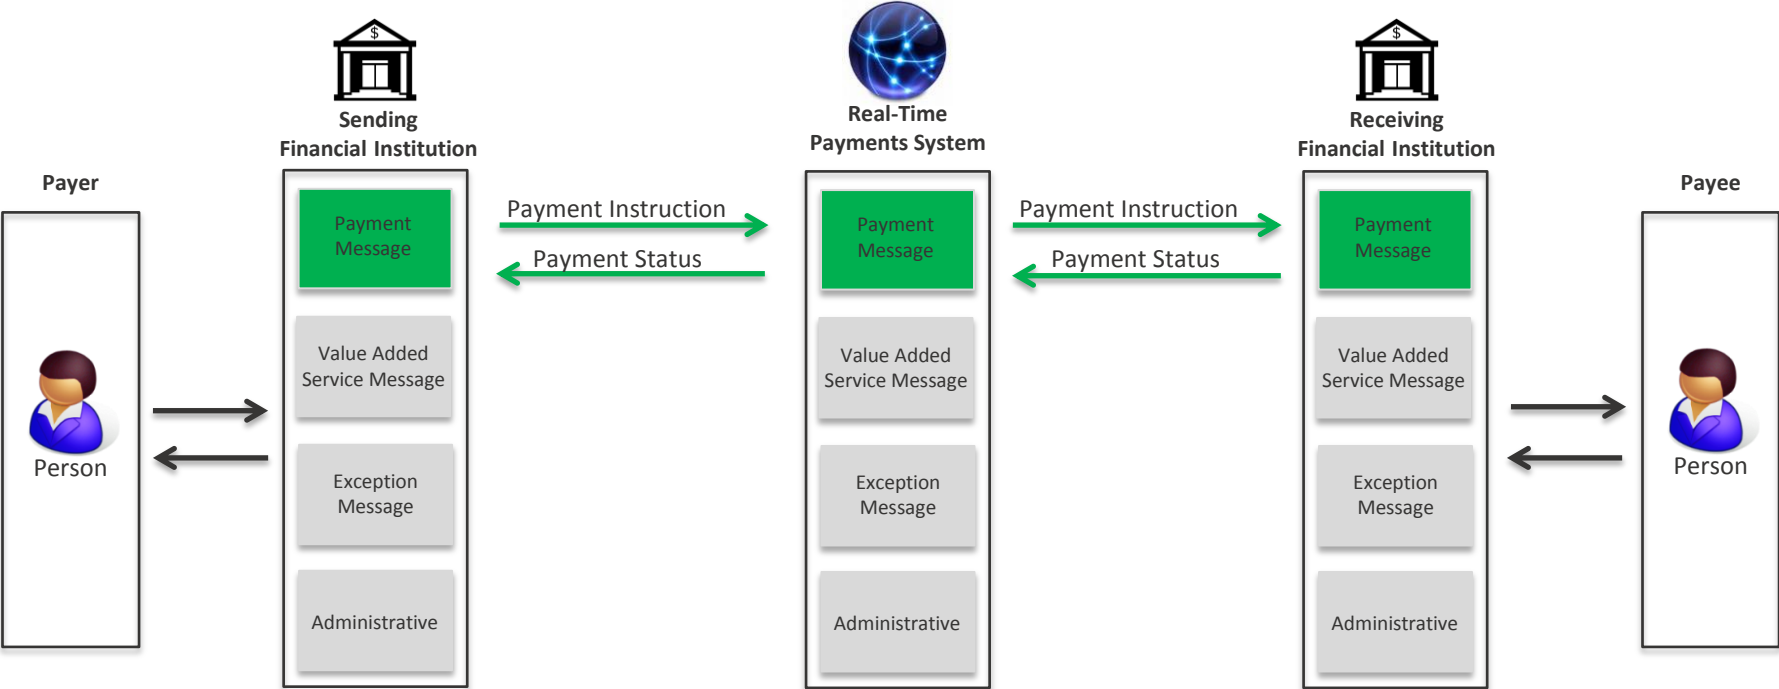 $
$
Sending
Financial Institution
Real-Time
Payments System
Receiving
Financial Institution
Payer
Payee
Payment
Message
Payment Instruction
Payment Status
Payment
Message
Payment Instruction
Payment Status
Payment
Message
Value Added
Service Message
Value Added
Service Message
Value Added
Service Message
Person
Person
Exception
Message
Exception
Message
Exception
Message
Administrative
Administrative
Administrative